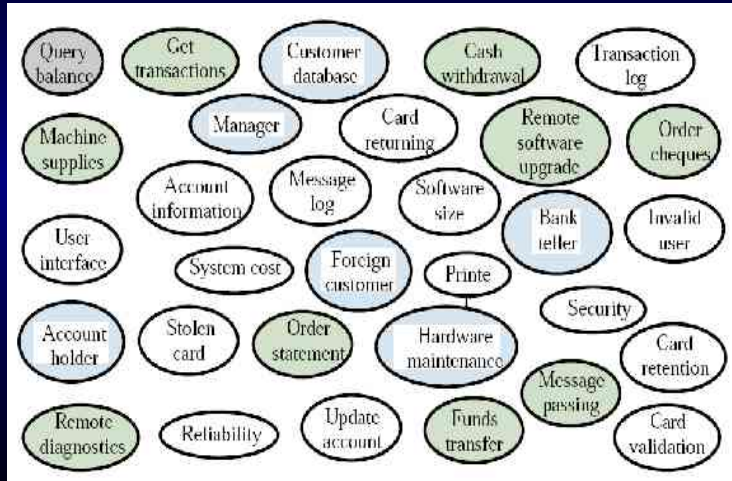 Query
balance
Get
transactions
Customer
database
Cash
withdrawal
Transaction
log
Machine
supplies
Manager
Card
returning
Remote
software
upgrade
Order
cheques
Account
information
Message
log
Software
size
Bank
teller
Invalid
user
User
interface
System cost
Foreign
customer
Printe
Security
Account
holder
Stolen
card
Order
statement
Hardware
maintenance
Card
retention
Message
passing
Remote
diagnostics
Reliability
Update
account
Funds
transfer
Card
validation